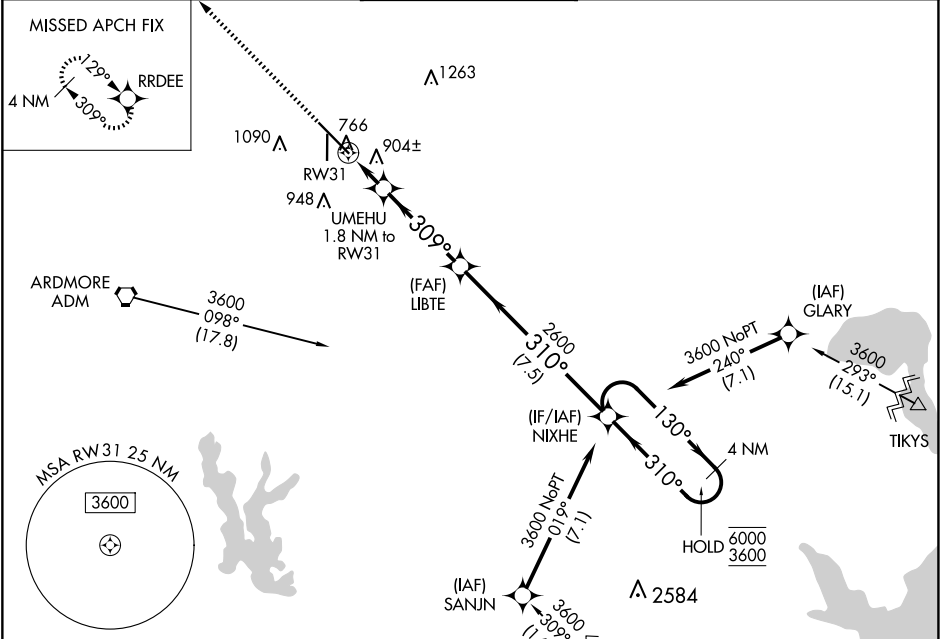 MISSED APCH FIX
129°
RRDEE
4 NM
309°
1263
766
1090
904±
RW31
948
UMEHU
1.8 NM to
RW31
309°
ARDMORE
ADM
3600
098°
(17.8)
(FAF)
LIBTE
(IAF)
GLARY
2600
310°
(7.5)
3600 NoPT
240°
(7.1)
3600
293°
(15.1)
TIKYS
(IF/IAF)
NIXHE
130°
310°
4 NM
MSA RW31 25 NM
3600
3600 NoPT
019°
(7.1)
HOLD
6000
3600
(IAF)
SANJN
2584
3600
309°